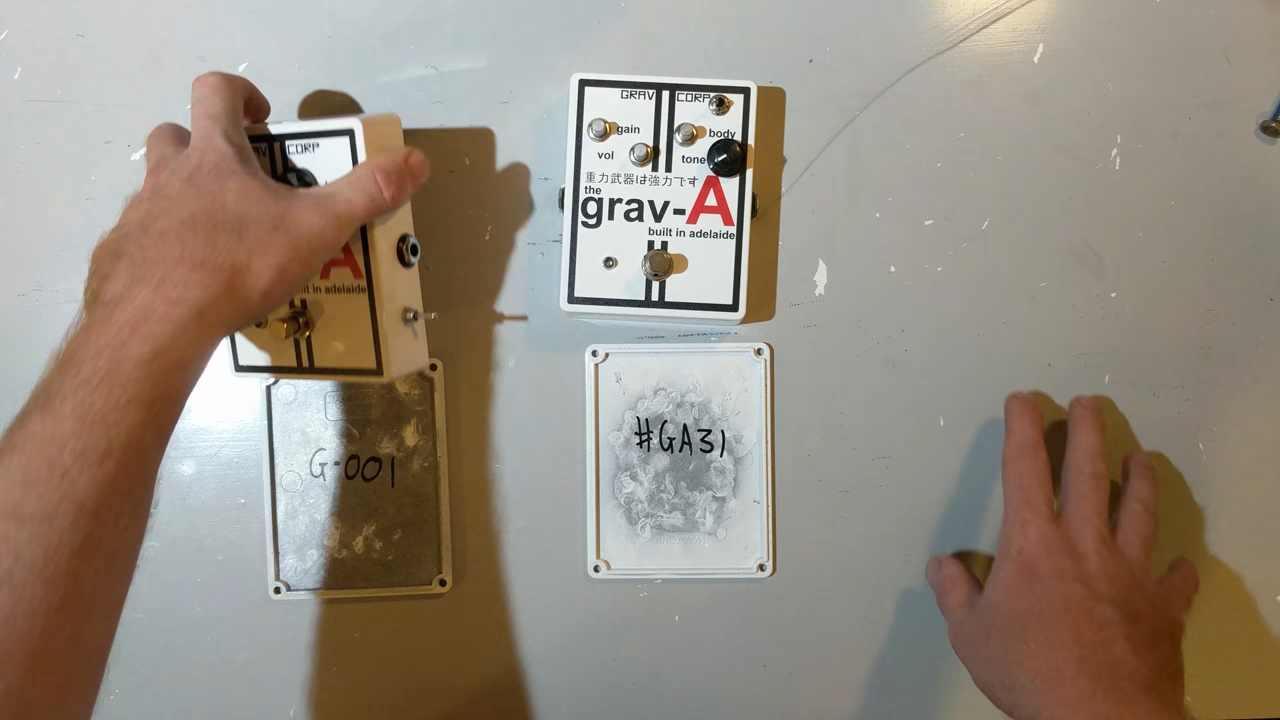 CORP
A
built in adelaide
G-001
GRAV CORP
gain
body
vol
tone
重力武器は強力です
the
grav-A
built in adelaide
#GA31